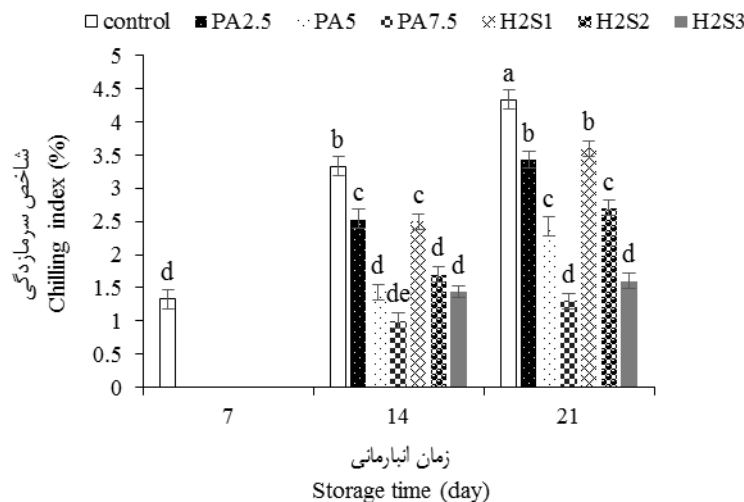 control PA2.5 PA5 PA7.5 H2S1 H2S2 H2S3
شاخص سرمازدگی
Chilling index (%)
5
4.5
4
3.5
3
2.5
2
1.5
1
0.5
0
d
b
c
d
de
c
d
d
a
b
c
d
b
c
d
7 14 21
زمان انبارمانی
Storage time (day)